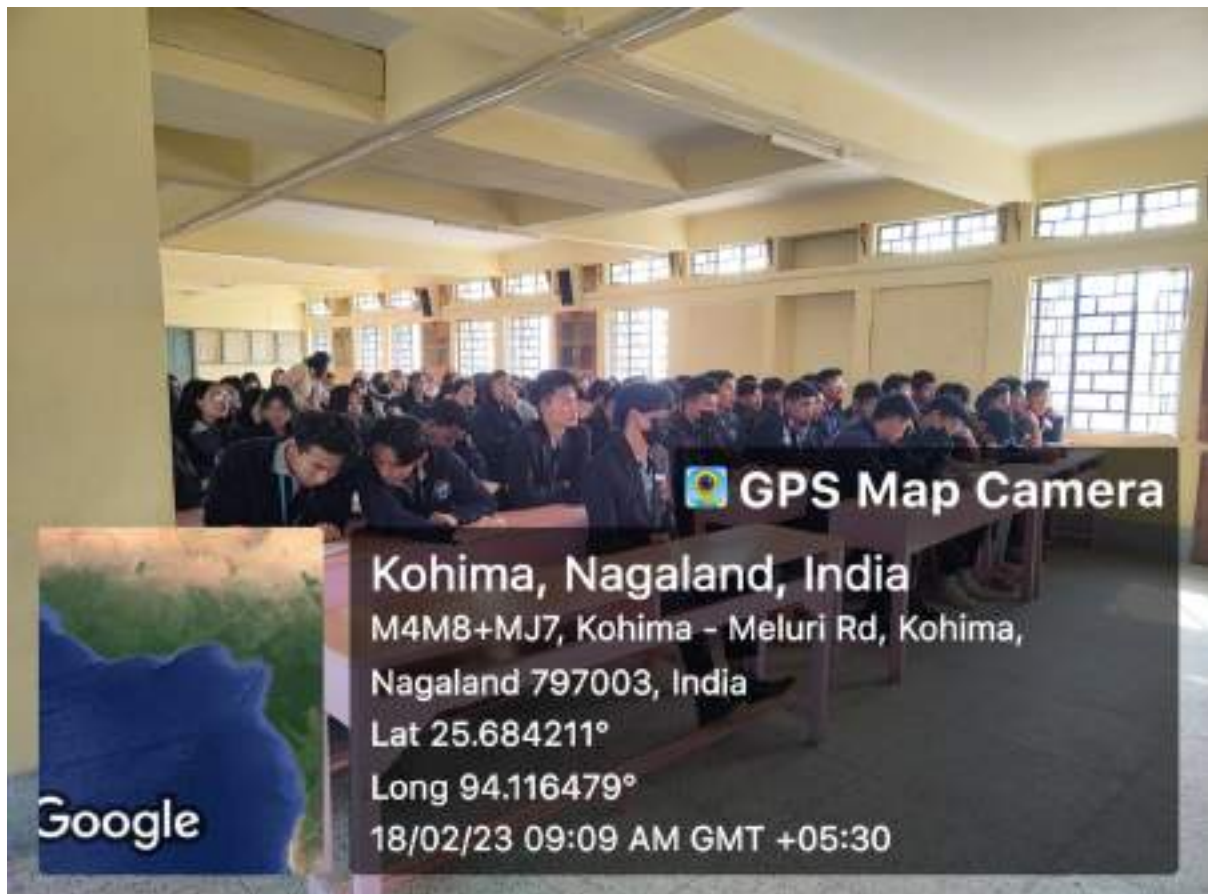 GPS Map Camera
Kohima, Nagaland, India
M4M8+MJ7, Kohima - Meluri Rd, Kohima,
Nagaland 797003, India
Lat 25.684211°
Long 94.116479°
18/02/23 09:09 AM GMT +05:30
Google